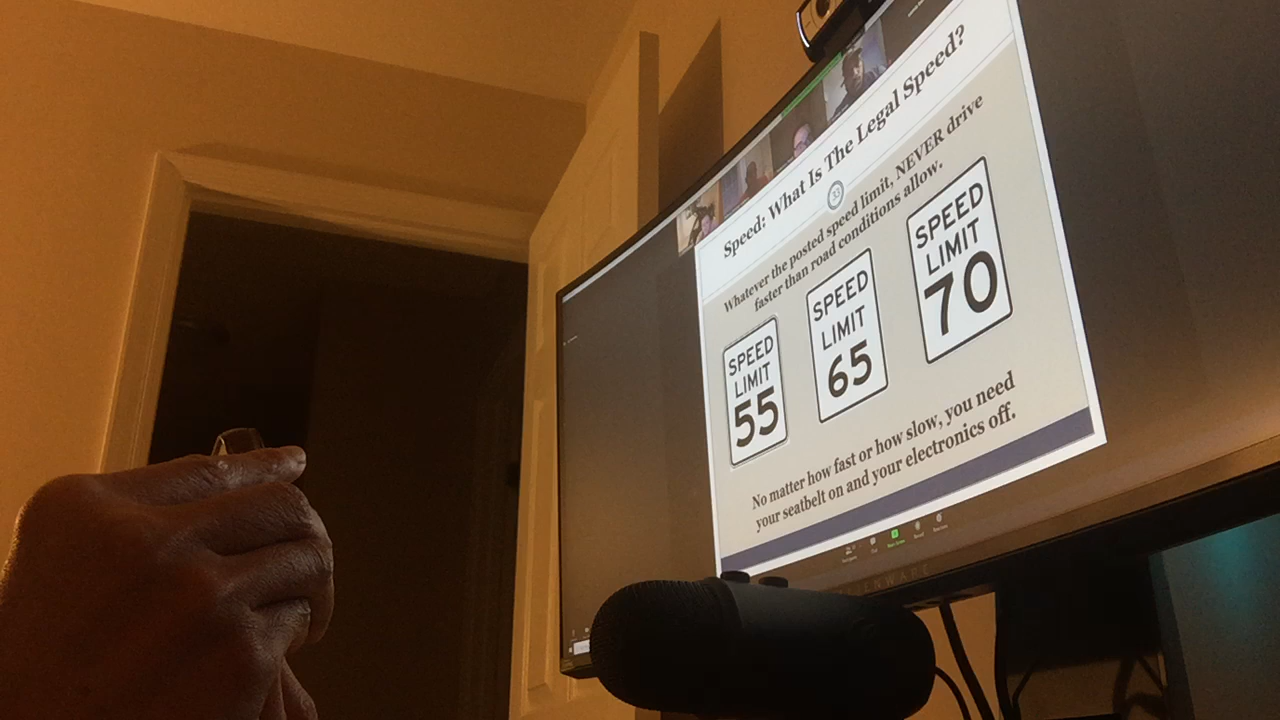 Speed: What Is The Legal Speed?
33
Whatever the posted speed limit, NEVER drive
faster than road conditions allow.
SPEED
LIMIT
55
SPEED
LIMIT
65
SPEED
LIMIT
70
No matter how fast or how slow, you need
your seatbelt on and your electronics off.